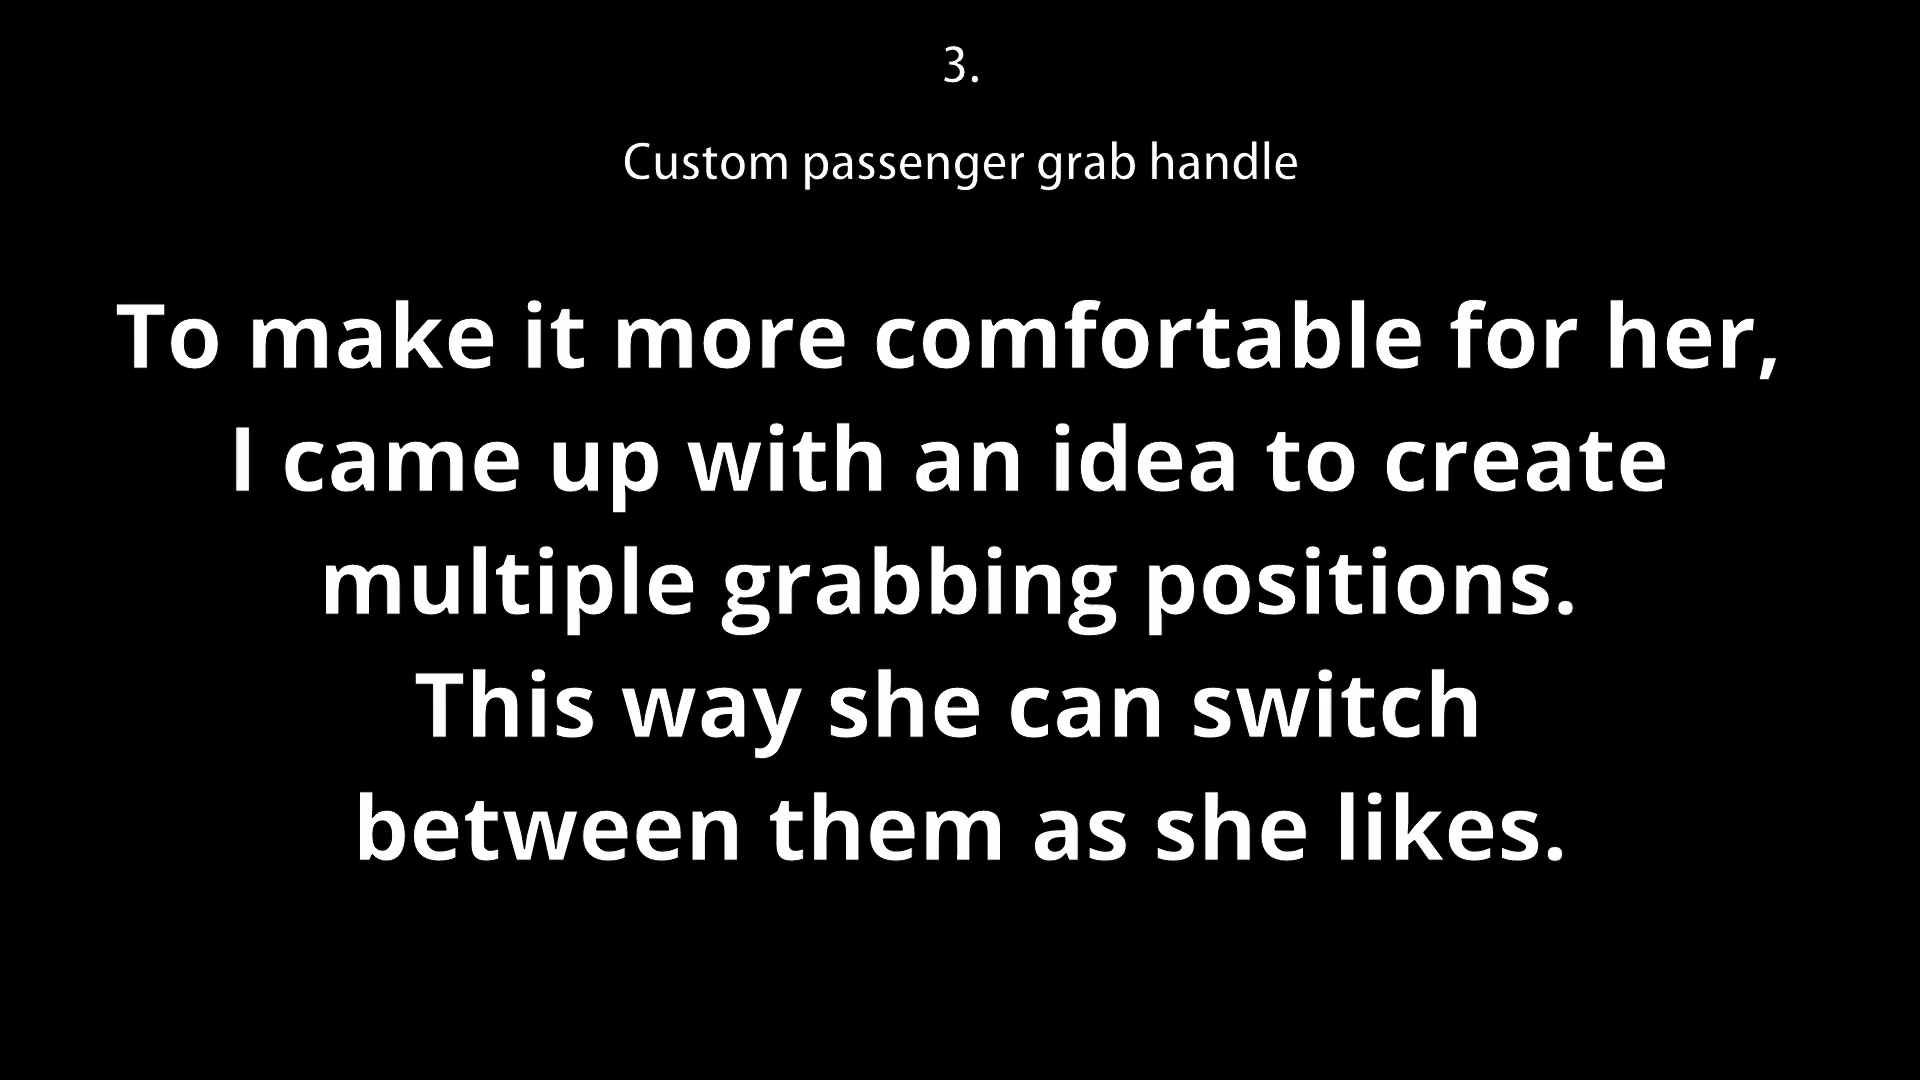 3.
Custom passenger grab handle
To make it more comfortable for her,
I came up with an idea to create
multiple grabbing positions.
This way she can switch
between them as she likes.